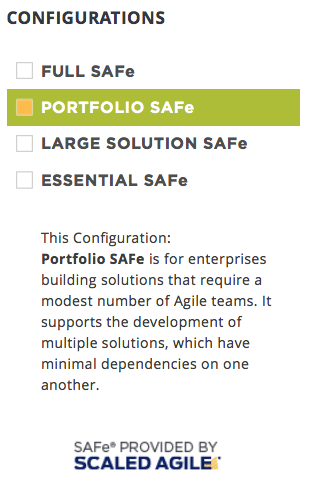 CONFIGURATIONS
FULL SAFe
PORTFOLIO SAFe
LARGE SOLUTION SAFe
ESSENTIAL SAFe
This Configuration:
Portfolio SAFe is for enterprises
building solutions that require a
modest number of Agile teams. It
supports the development of
multiple solutions, which have
minimal dependencies on one
another.
SAFe® PROVIDED BY
SCALED AGILE